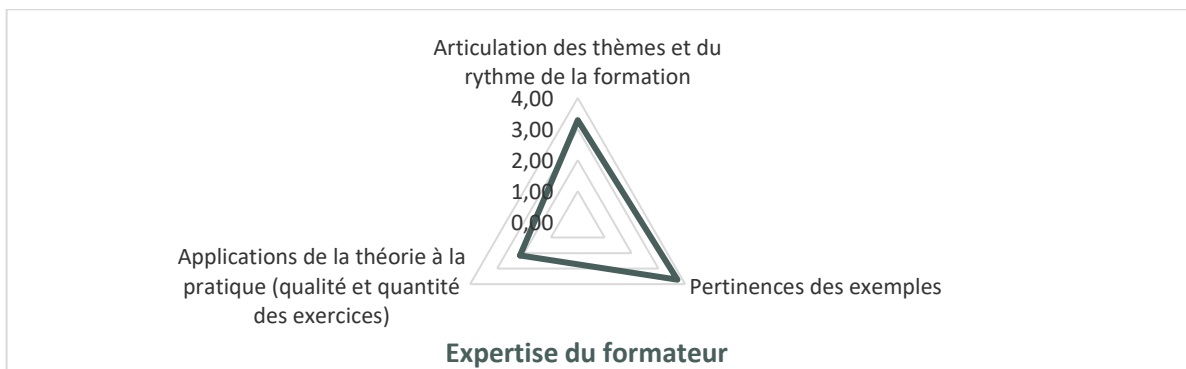 Articulation des thèmes et du
rythme de la formation
4,00
3,00
2,00
1,00
0,00
Applications de la théorie à la
pratique (qualité et quantité
des exercices)
Pertinences des exemples
Expertise du formateur